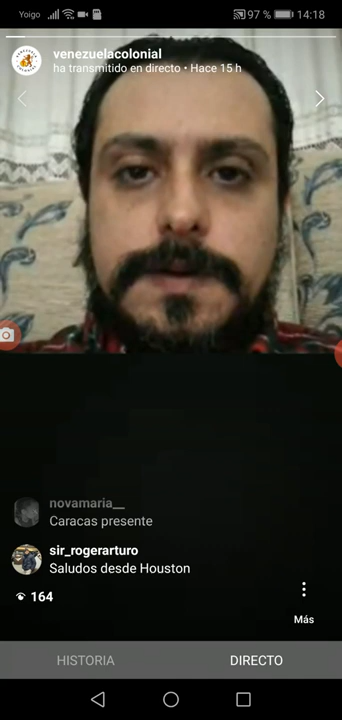 Yoigo 97 % 14:18
venezuelacolonial
ha transmitido en directo • Hace 15 h
novamaria__
Caracas presente
sir_rogerarturo
Saludos desde Houston
164
Más
HISTORIA DIRECTO